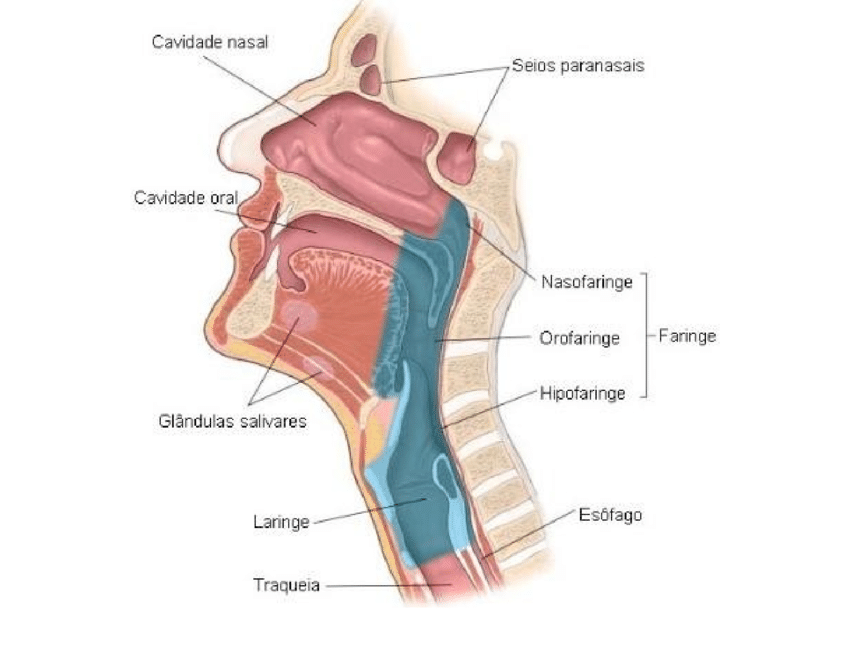 Cavidade nasal
Seios paranasais
Cavidade oral
Nasofaringe
Orofaringe
Faringe
Hipofaringe
Glândulas salivares
Laringe
Esôfago
Traqueia